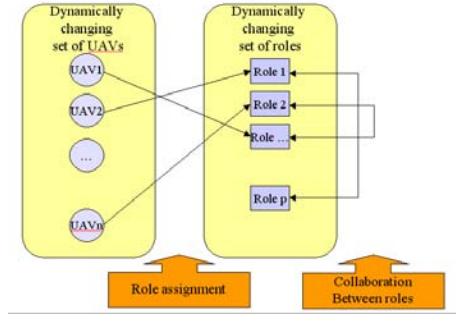 Dynamically
changing
set of UAVs
UAV1
UAV2
...
UAVn
Dynamically
changing
set of roles
Role 1
Role 2
Role ...
Role p
Role assignment
Collaboration
Between roles